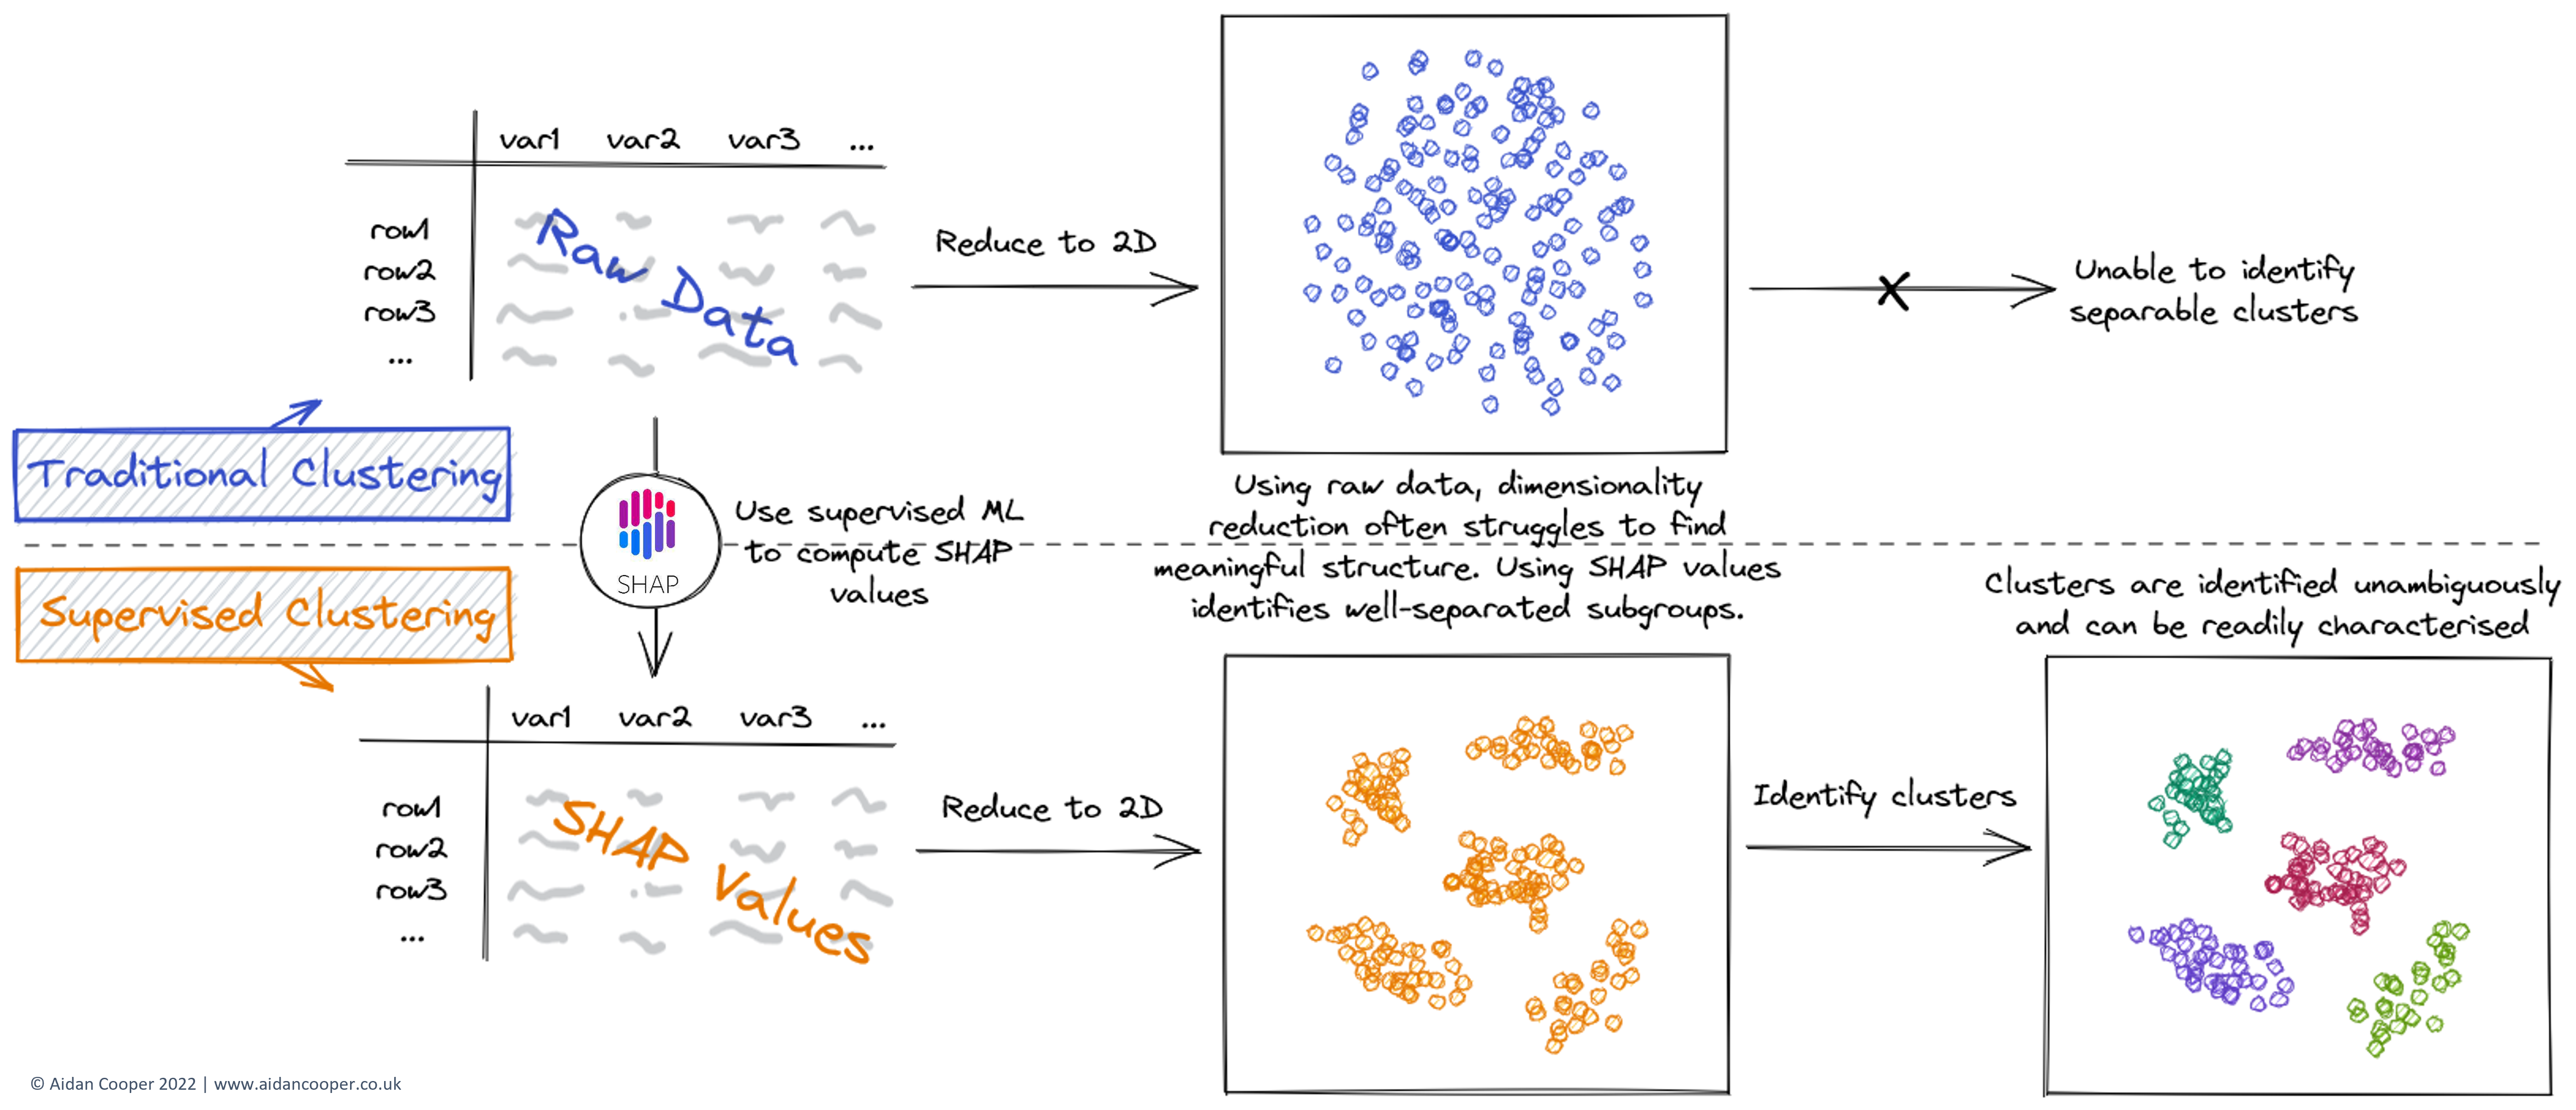 var1 var2 var3 ...
row1
row2
row3
...
Raw Data
Reduce to 2D
Unable to identify
separable clusters
Traditional Clustering
Supervised Clustering
SHAP
Use supervised ML
to compute SHAP
values
Using raw data, dimensionality
reduction often struggles to find
meaningful structure. Using SHAP values
identifies well-separated subgroups.
Clusters are identified unambiguously
and can be readily characterised
var1 var2 var3 ...
row1
row2
row3
...
SHAP Values
Reduce to 2D
Identify clusters
© Aidan Cooper 2022 | www.aidancooper.co.uk